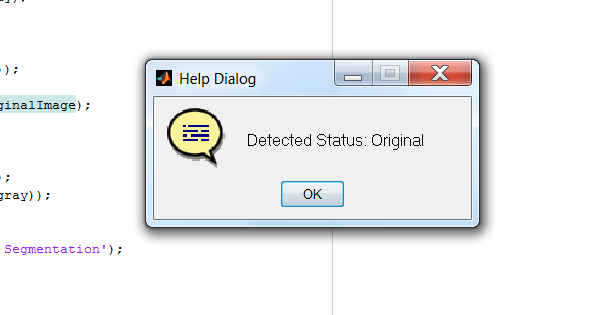 ));
Help Dialog
ginalImage);
Detected Status: Original
);
gray));
OK
Segmentation');